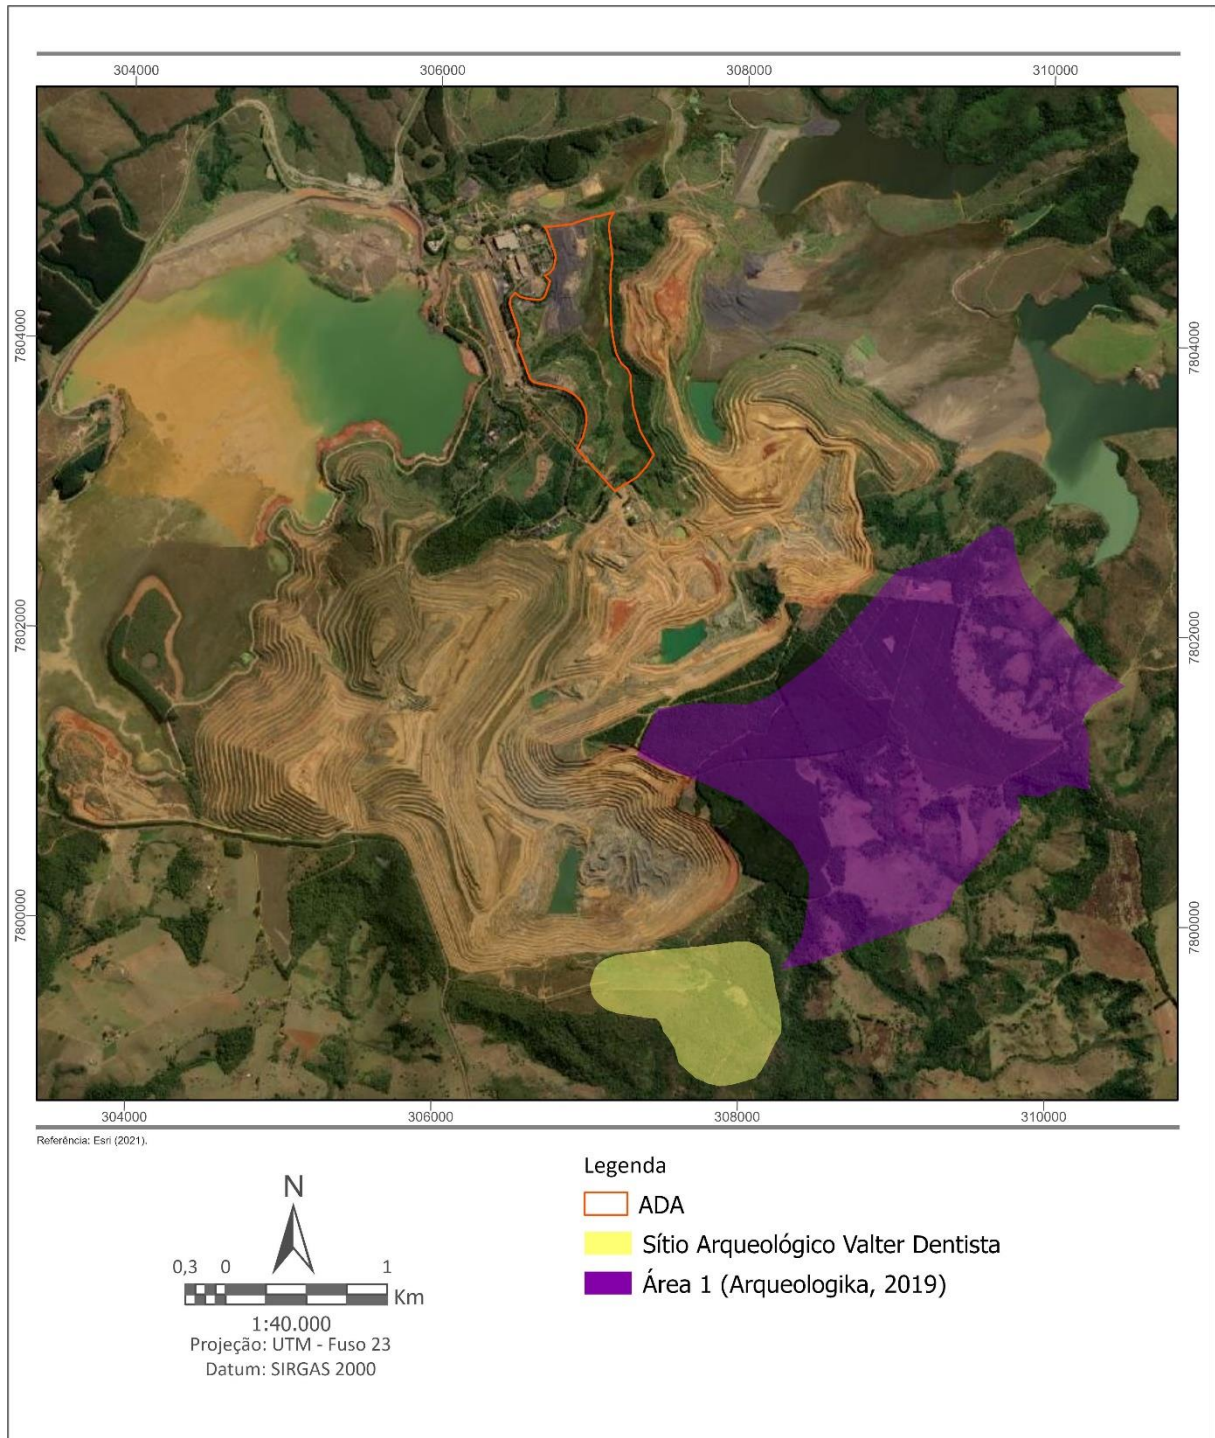 304000 306000 308000 310000
7804000 7804000
7802000 7802000
7800000 7800000
304000 306000 308000 310000
Referência: Esri (2021).
N
0,3 0 1
Km
1:40.000
Projeção: UTM - Fuso 23
Datum: SIRGAS 2000
Legenda
ADA
Sítio Arqueológico Valter Dentista
Área 1 (Arqueologika, 2019)